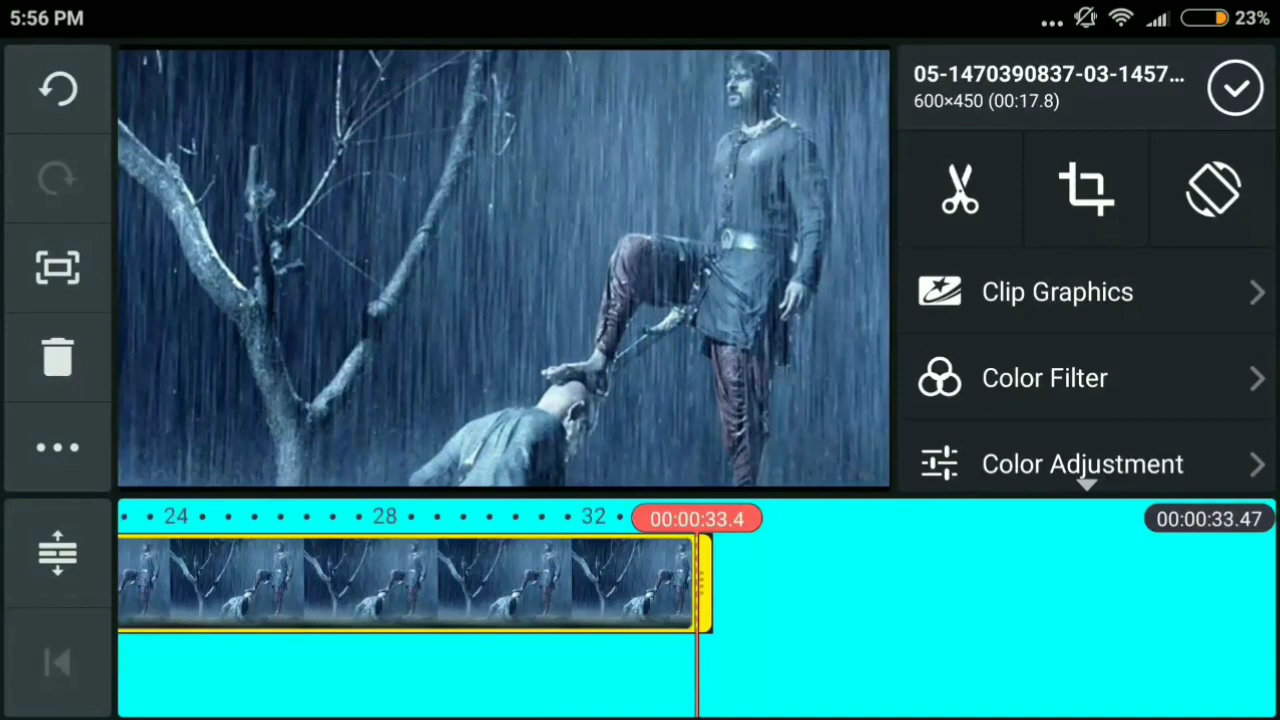 5:56 PM
23%
05-1470390837-03-1457...
600×450 (00:17.8)
Clip Graphics
Color Filter
Color Adjustment
24
28
32
00:00:33.4
00:00:33.47